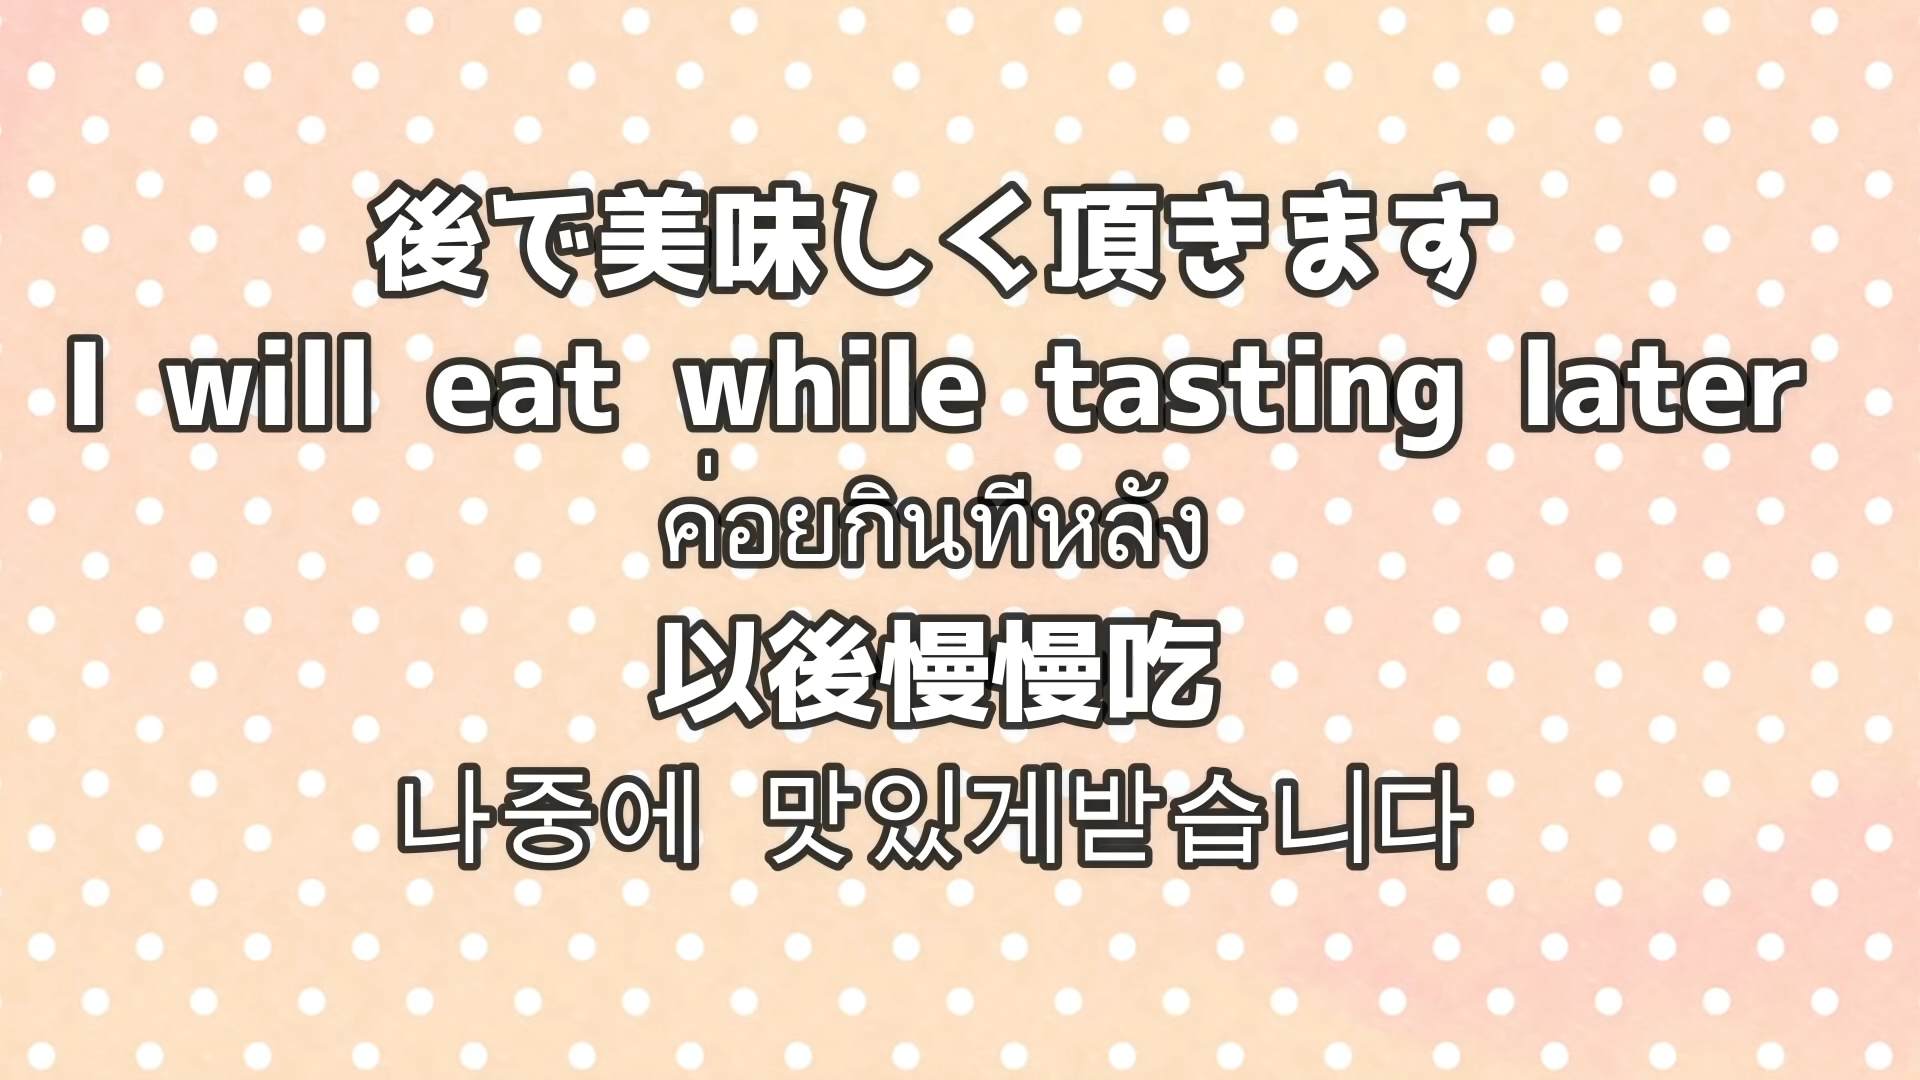 後で美味しく頂きます
I will eat while tasting later
ค่อยกินทีหลัง
以後慢慢吃
나중에 맛있게받습니다